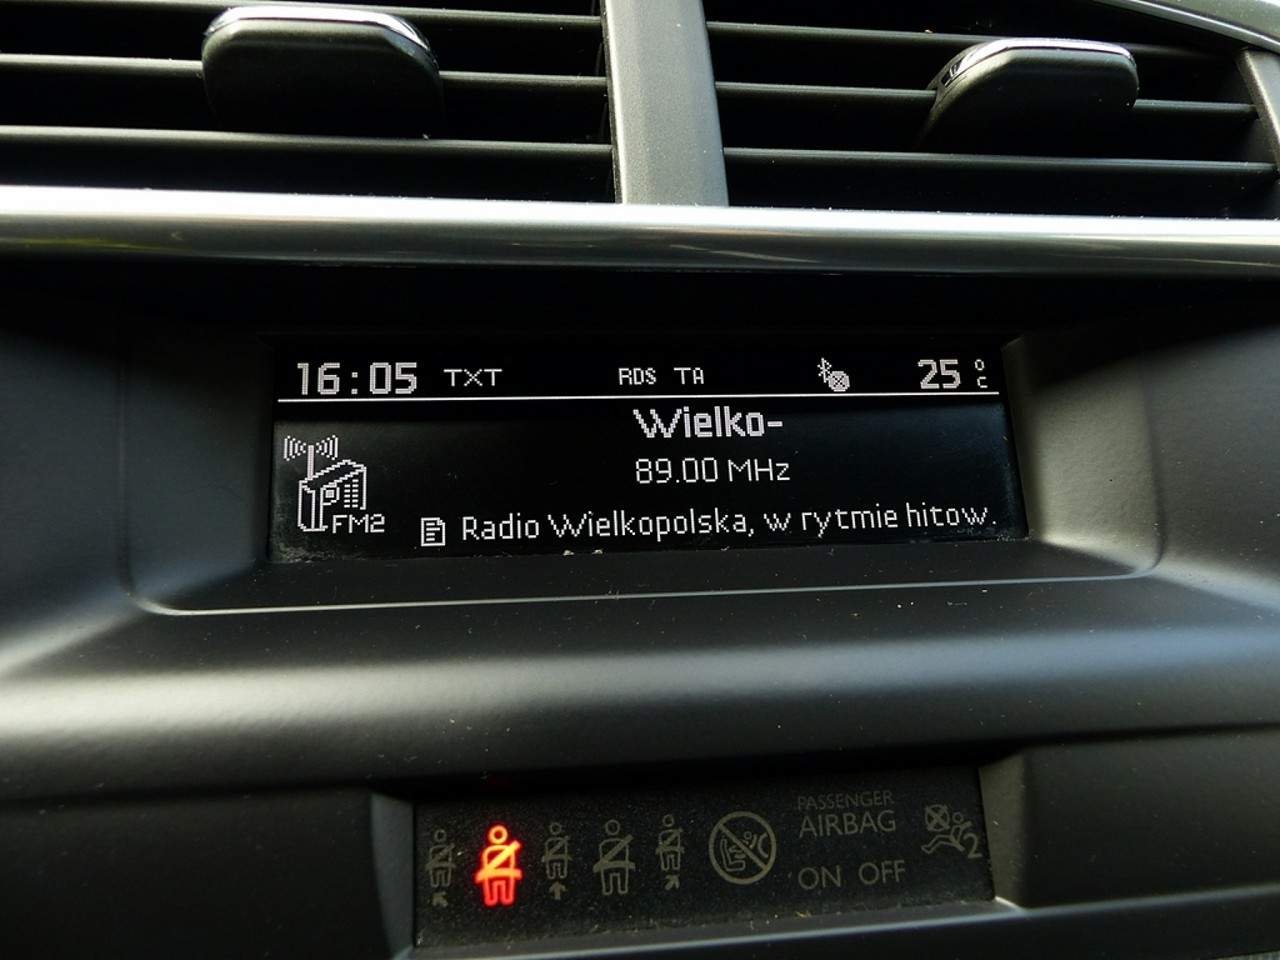 16:05 TXT RDS TA 25 °C
Wielko-
89.00 MHz
FM2
Radio Wielkopolska, w rytmie hitow.
PASSENGER
AIRBAG
ON OFF
2